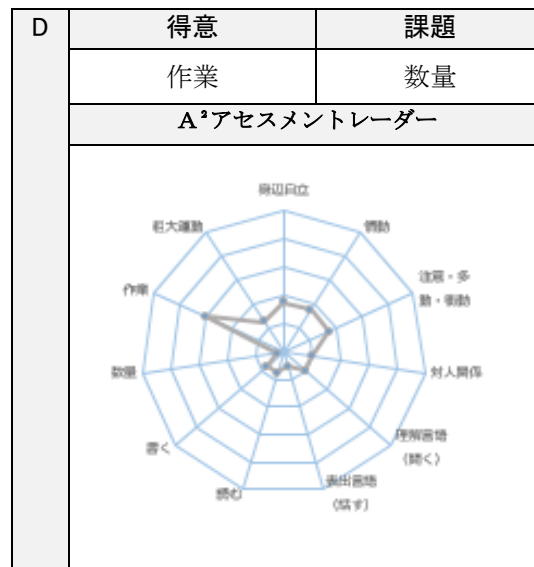 D
得意
課題
作業
数量
A²アセスメントレーダー
身辺自立
粗大運動
情動
注意・多
動・衝動
作業
対人関係
数量
理解言語
(聞く)
書く
表出言語
(話す)
読む